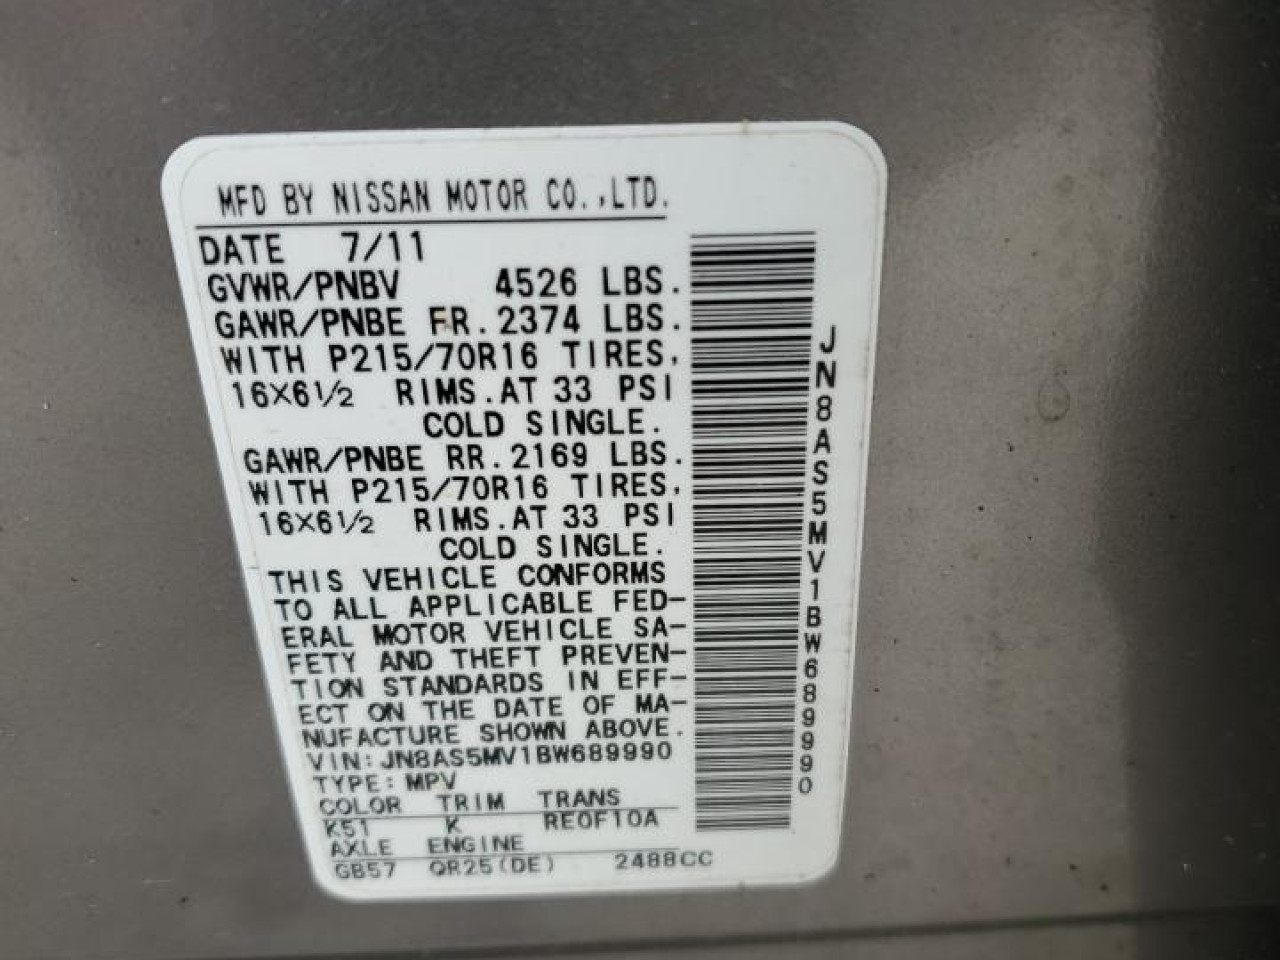 MFD BY NISSAN MOTOR CO.,LTD.
DATE 7/11
GVWR/PNBV 4526 LBS.
GAWR/PNBE FR.2374 LBS.
WITH P215/70R16 TIRES,
16X6 1/2 RIMS.AT 33 PSI
COLD SINGLE.
GAWR/PNBE RR.2169 LBS.
WITH P215/70R16 TIRES,
16X6 1/2 RIMS.AT 33 PSI
COLD SINGLE.
THIS VEHICLE CONFORMS
TO ALL APPLICABLE FED-
ERAL MOTOR VEHICLE SA-
FETY AND THEFT PREVEN-
TION STANDARDS IN EFF-
ECT ON THE DATE OF MA-
NUFACTURE SHOWN ABOVE.
VIN:JN8AS5MV1BW689990
TYPE:MPV
COLOR TRIM TRANS
K51 K RE0F10A
AXLE ENGINE
GB57 QR25(DE) 2488CC
JN8AS5MV1BW689990